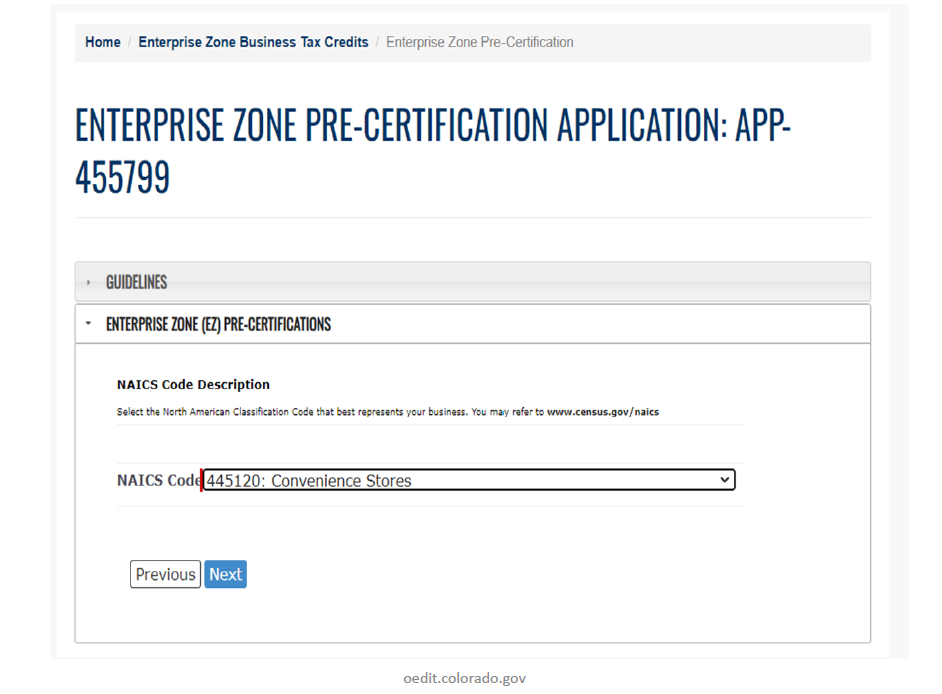 Home / Enterprise Zone Business Tax Credits / Enterprise Zone Pre-Certification
ENTERPRISE ZONE PRE-CERTIFICATION APPLICATION: APP-
455799
GUIDELINES
ENTERPRISE ZONE (EZ) PRE-CERTIFICATIONS
NAICS Code Description
Select the North American Classification Code that best represents your business. You may refer to www.census.gov/naics
NAICS Code 445120: Convenience Stores
Previous Next
oedit.colorado.gov